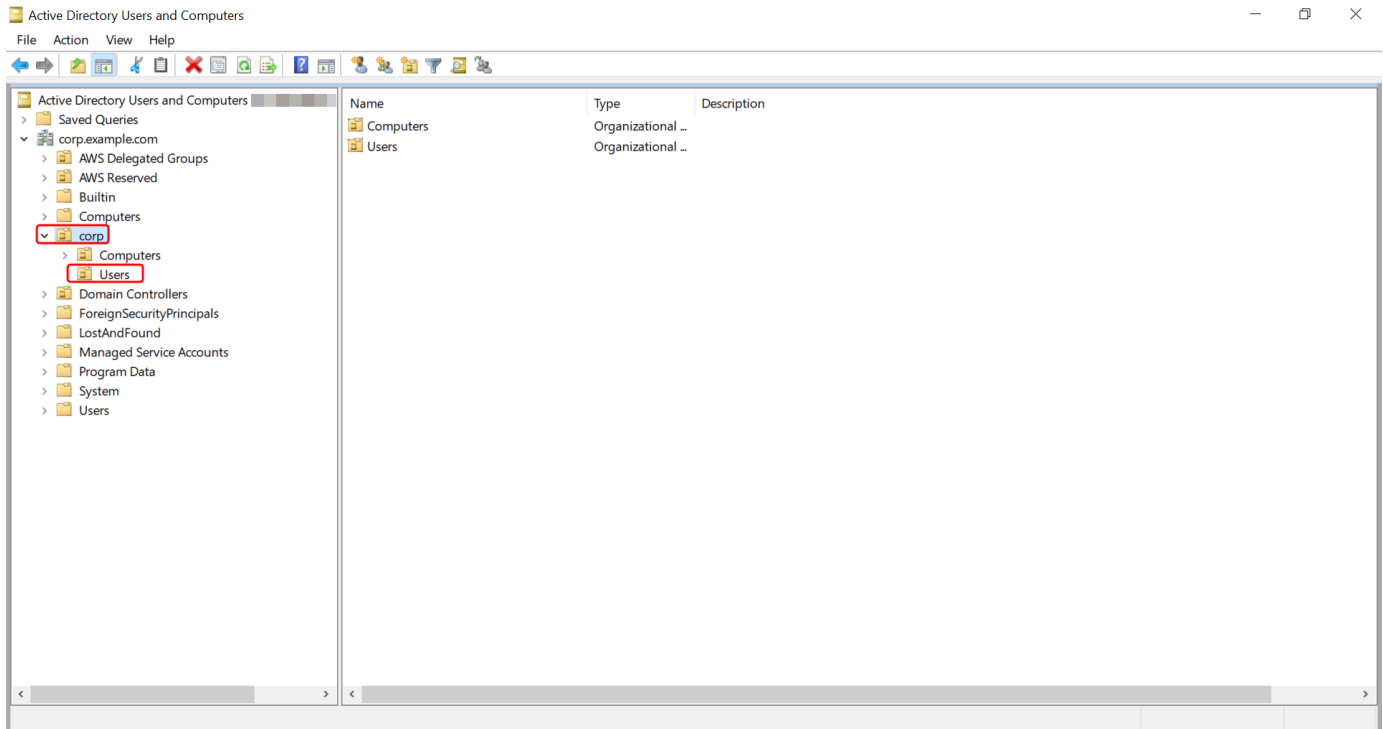 Active Directory Users and Computers
File Action View Help
Active Directory Users and Computers
Saved Queries
corp.example.com
AWS Delegated Groups
AWS Reserved
Builtin
Computers
corp
Computers
Users
Domain Controllers
ForeignSecurityPrincipals
LostAndFound
Managed Service Accounts
Program Data
System
Users
Name Type Description
Computers Organizational ...
Users Organizational ...